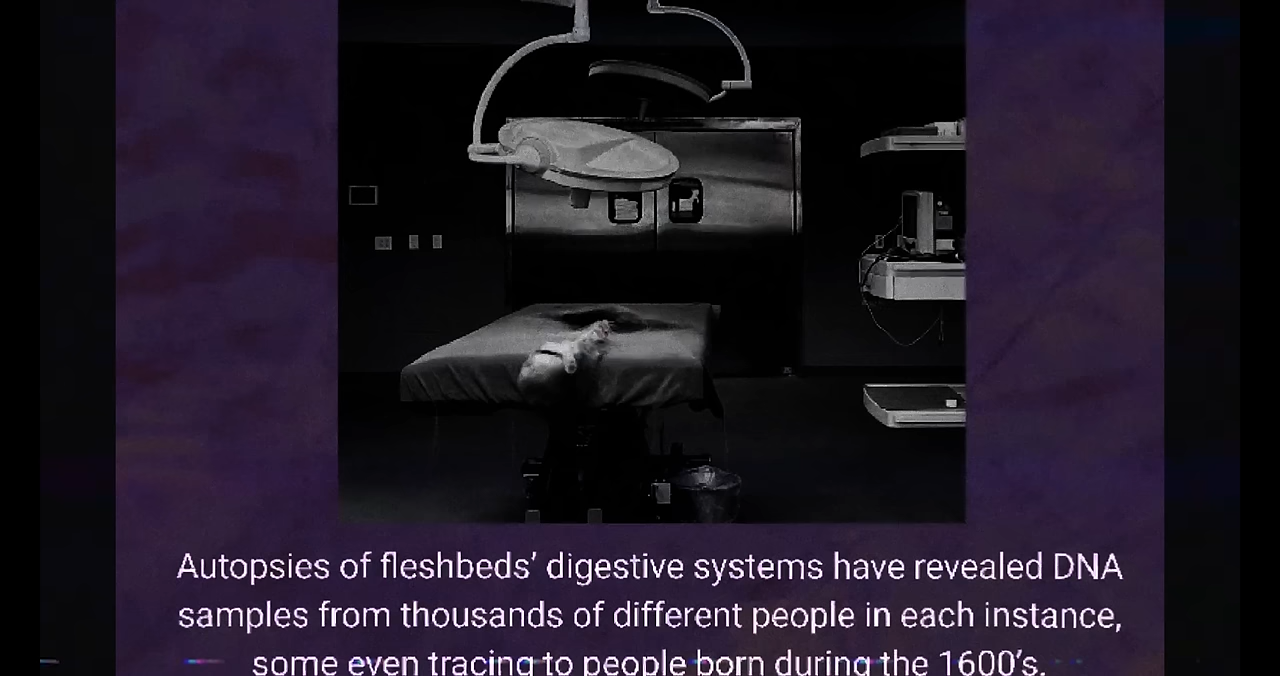 Autopsies of fleshbeds’ digestive systems have revealed DNA
samples from thousands of different people in each instance,
some even tracing to people born during the 1600’s.